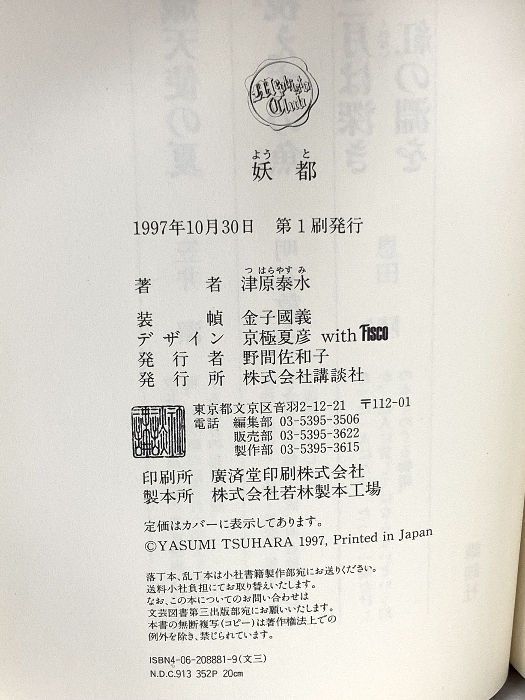 よう と
妖 都
1997年10月30日 第1刷発行
つ はらやす み
著 者 津原泰水
装 幀 金子國義
デザイン 京極夏彦 with FISCO
発行者 野間佐和子
発行所 株式会社講談社
東京都文京区音羽2-12-21 〒112-01
電話 編集部 03-5395-3506
販売部 03-5395-3622
製作部 03-5395-3615
印刷所 廣済堂印刷株式会社
製本所 株式会社若林製本工場
定価はカバーに表示してあります。
©YASUMI TSUHARA 1997, Printed in Japan
落丁本、乱丁本は小社書籍製作部宛にお送りください。
送料小社負担にてお取り替えいたします。
なお、この本についてのお問い合わせは
文芸図書第三出版部宛にお願いいたします。
本書の無断複写(コピー)は著作権法上での
例外を除き、禁じられています。
ISBN4-06-208881-9(文三)
N.D.C.913 352P 20cm